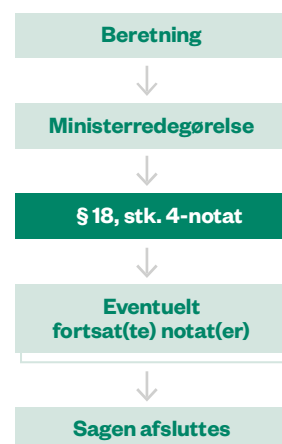 Beretning
Ministerredegørelse
§ 18, stk. 4-notat
Eventuelt
fortsat(te) notat(er)
Sagen afsluttes